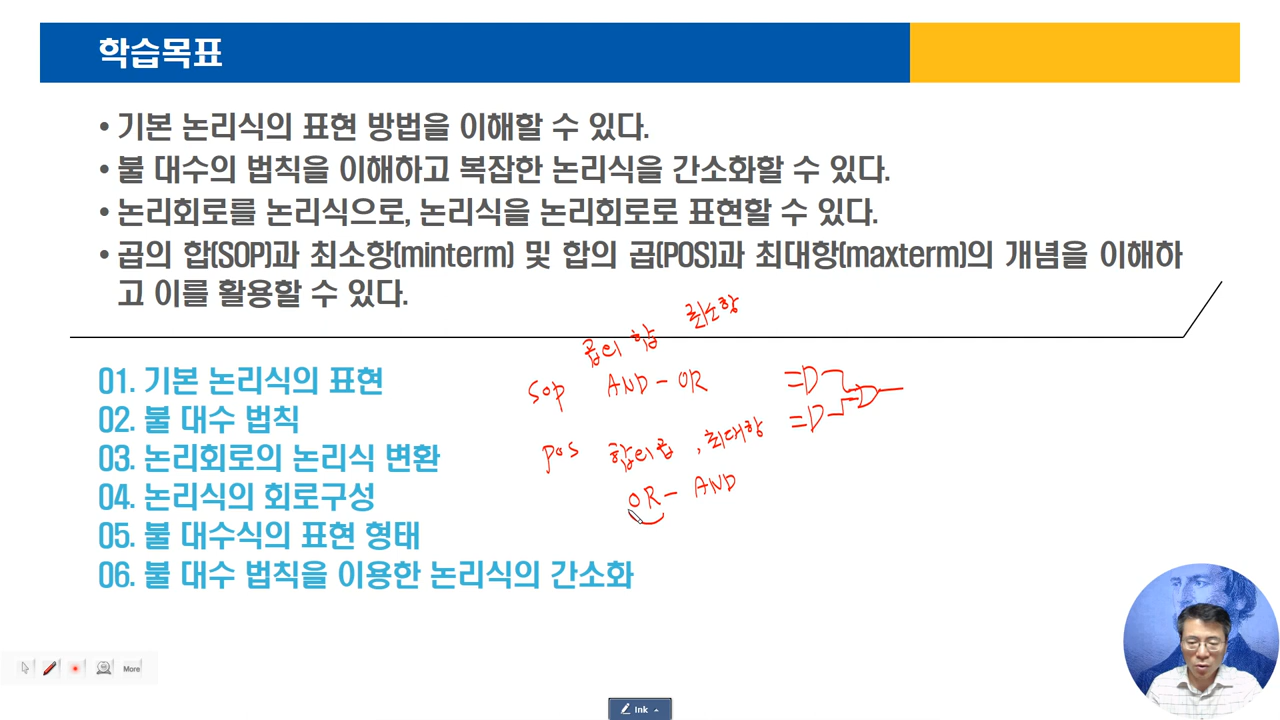 학습목표
• 기본 논리식의 표현 방법을 이해할 수 있다.
• 불 대수의 법칙을 이해하고 복잡한 논리식을 간소화할 수 있다.
• 논리회로를 논리식으로, 논리식을 논리회로로 표현할 수 있다.
• 곱의 합(SOP)과 최소항(minterm) 및 합의 곱(POS)과 최대항(maxterm)의 개념을 이해하
고 이를 활용할 수 있다.
곱의 합 최소항
SOP AND - OR
POS 합의곱, 최대항
OR - AND
01. 기본 논리식의 표현
02. 불 대수 법칙
03. 논리회로의 논리식 변환
04. 논리식의 회로구성
05. 불 대수식의 표현 형태
06. 불 대수 법칙을 이용한 논리식의 간소화
More
Ink